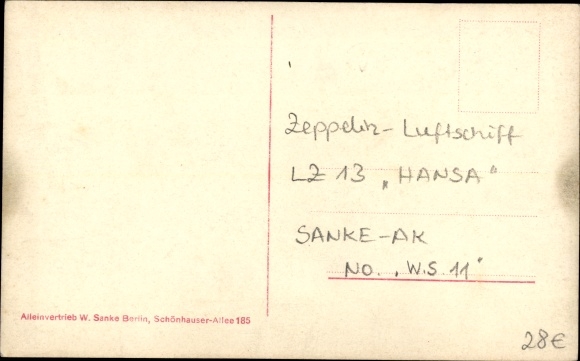 Zeppelin-Luftschiff
LZ 13 „HANSA"
SANKE-AK
NO. „W.S. 11"
Alleinvertrieb W. Sanke Berlin, Schönhauser-Allee 185
28€